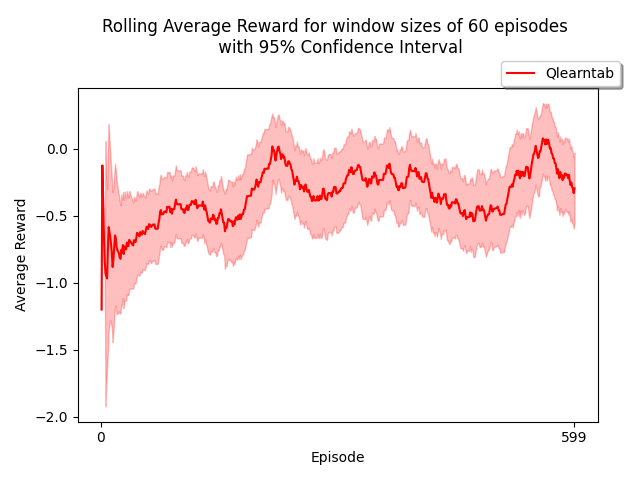 Rolling Average Reward for window sizes of 60 episodes
with 95% Confidence Interval
Qlearntab
Average Reward
0.0
−0.5
−1.0
−1.5
−2.0
0
599
Episode